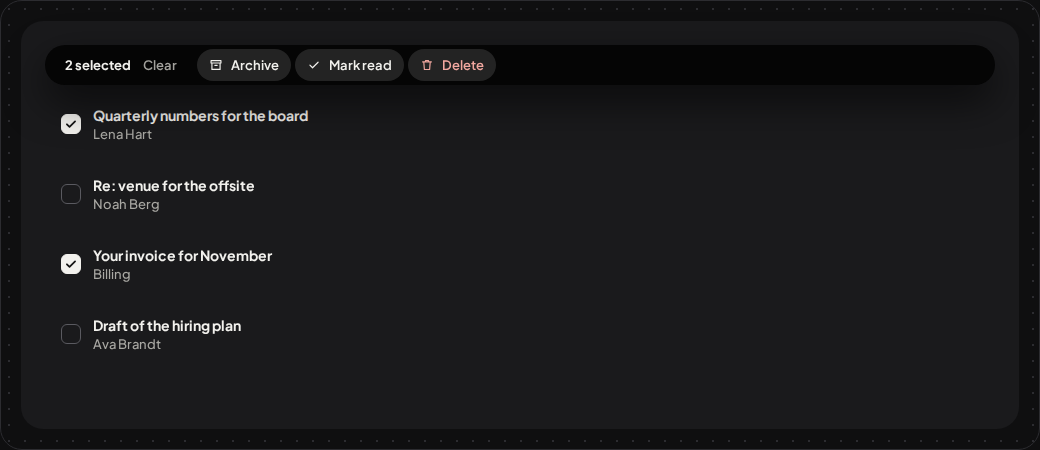 2 selected Clear Archive Mark read Delete
Quarterly numbers for the board
Lena Hart
Re: venue for the offsite
Noah Berg
Your invoice for November
Billing
Draft of the hiring plan
Ava Brandt